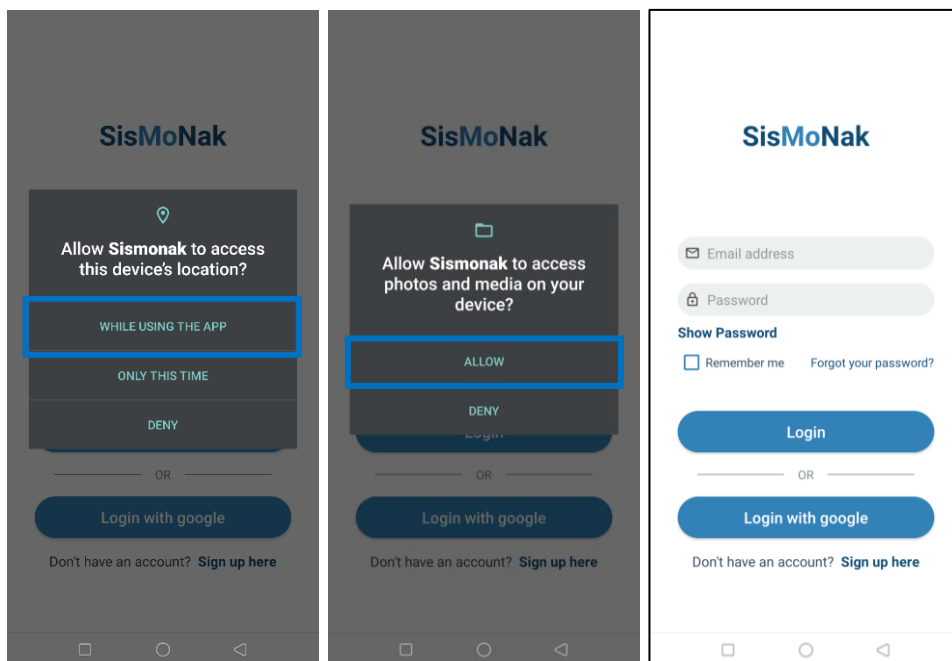 SisMoNak
Allow Sismonak to access
this device's location?
WHILE USING THE APP
ONLY THIS TIME
DENY
OR
Login with google
Don't have an account? Sign up here
SisMoNak
Allow Sismonak to access
photos and media on your
device?
ALLOW
DENY
Login
OR
Login with google
Don't have an account? Sign up here
SisMoNak
Email address
Password
Show Password
Remember me Forgot your password?
Login
OR
Login with google
Don't have an account? Sign up here